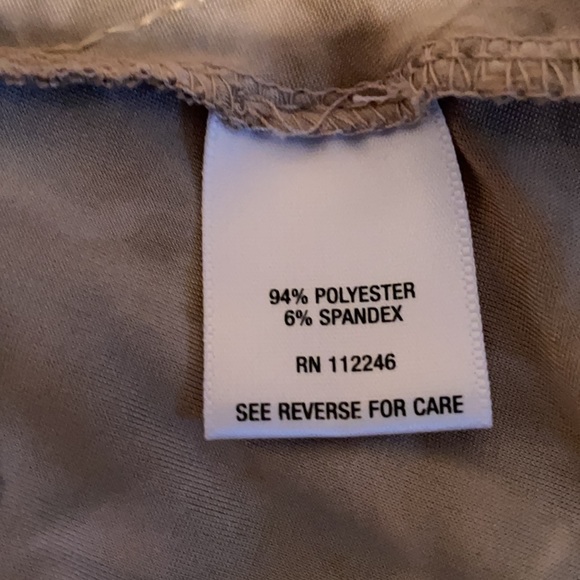 94% POLYESTER
6% SPANDEX
RN 112246
SEE REVERSE FOR CARE